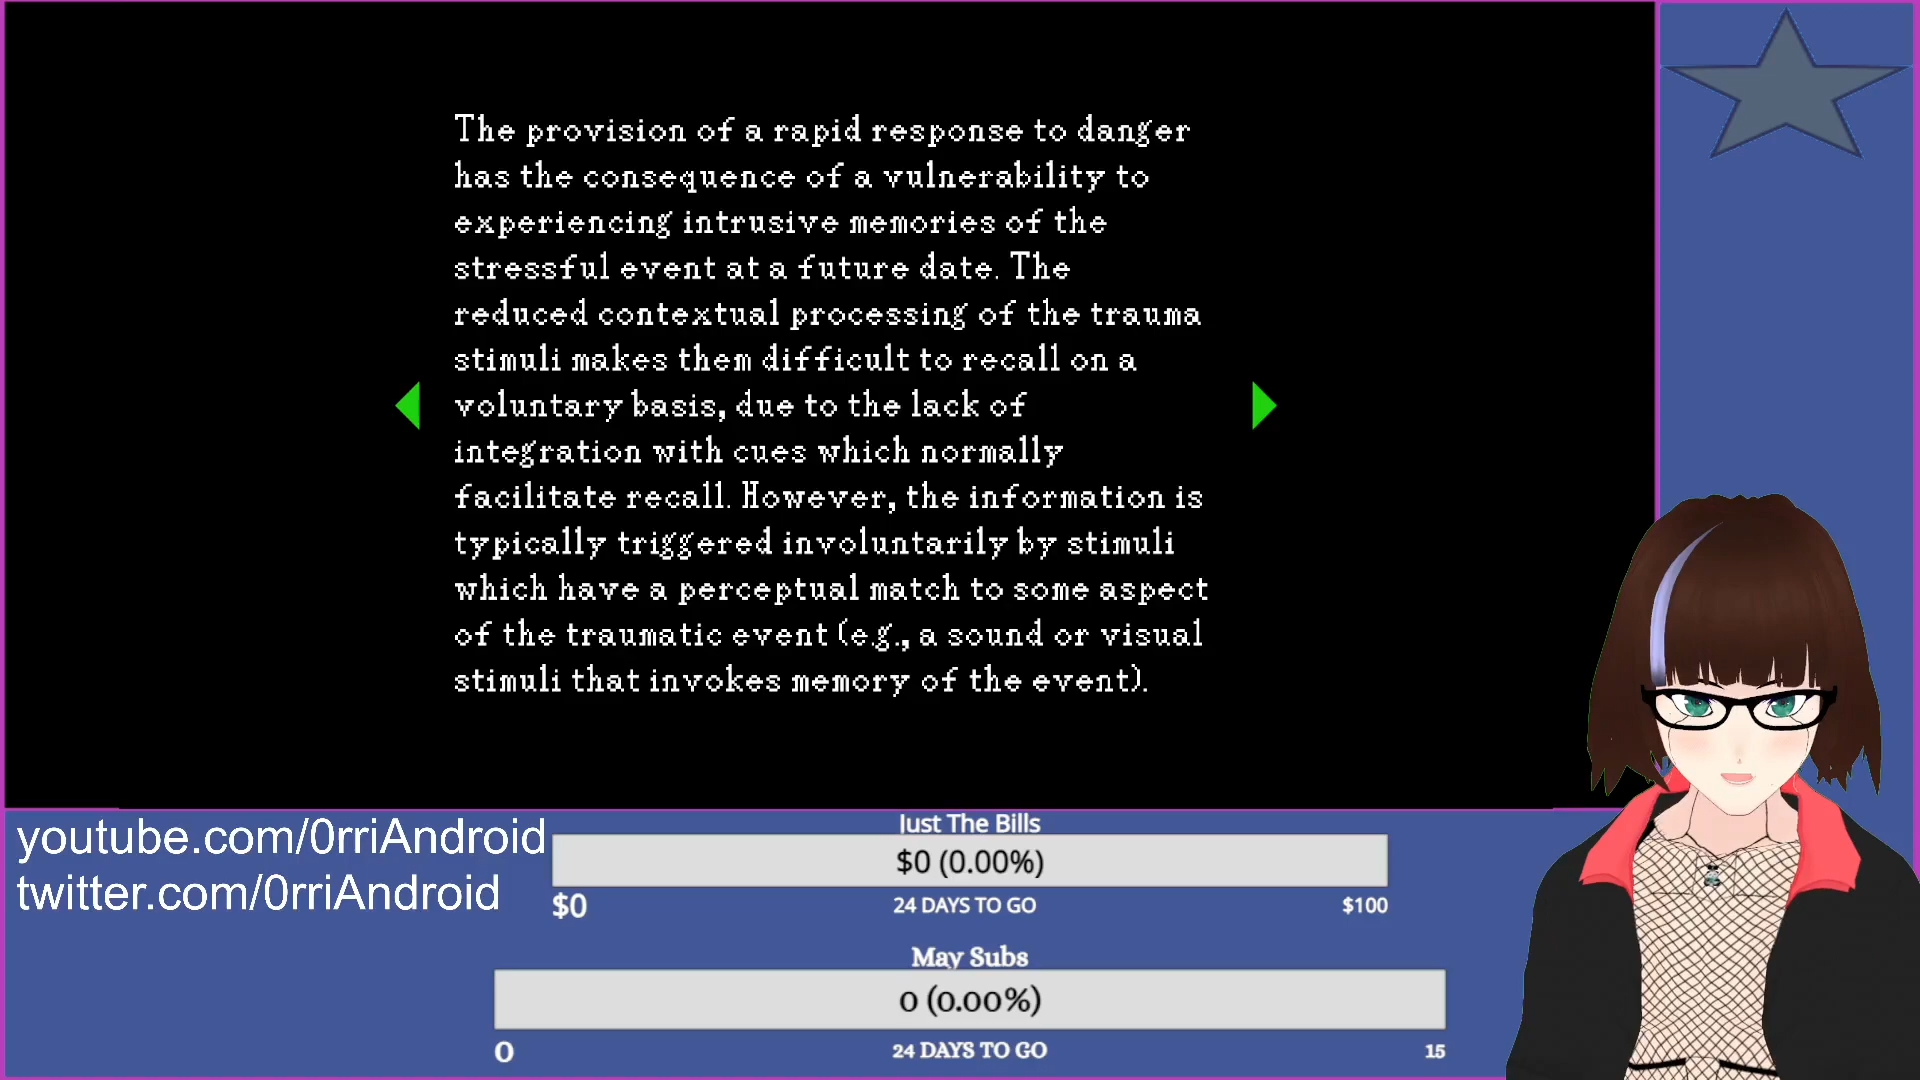 The provision of a rapid response to danger
has the consequence of a vulnerability to
experiencing intrusive memories of the
stressful event at a future date. The
reduced contextual processing of the trauma
stimuli makes them difficult to recall on a
voluntary basis, due to the lack of
integration with cues which normally
facilitate recall. However, the information is
typically triggered involuntarily by stimuli
which have a perceptual match to some aspect
of the traumatic event (e.g., a sound or visual
stimuli that invokes memory of the event).
youtube.com/0rriAndroid
twitter.com/0rriAndroid
Just The Bills
$0 (0.00%)
$0
24 DAYS TO GO
$100
May Subs
0 (0.00%)
0
24 DAYS TO GO
15